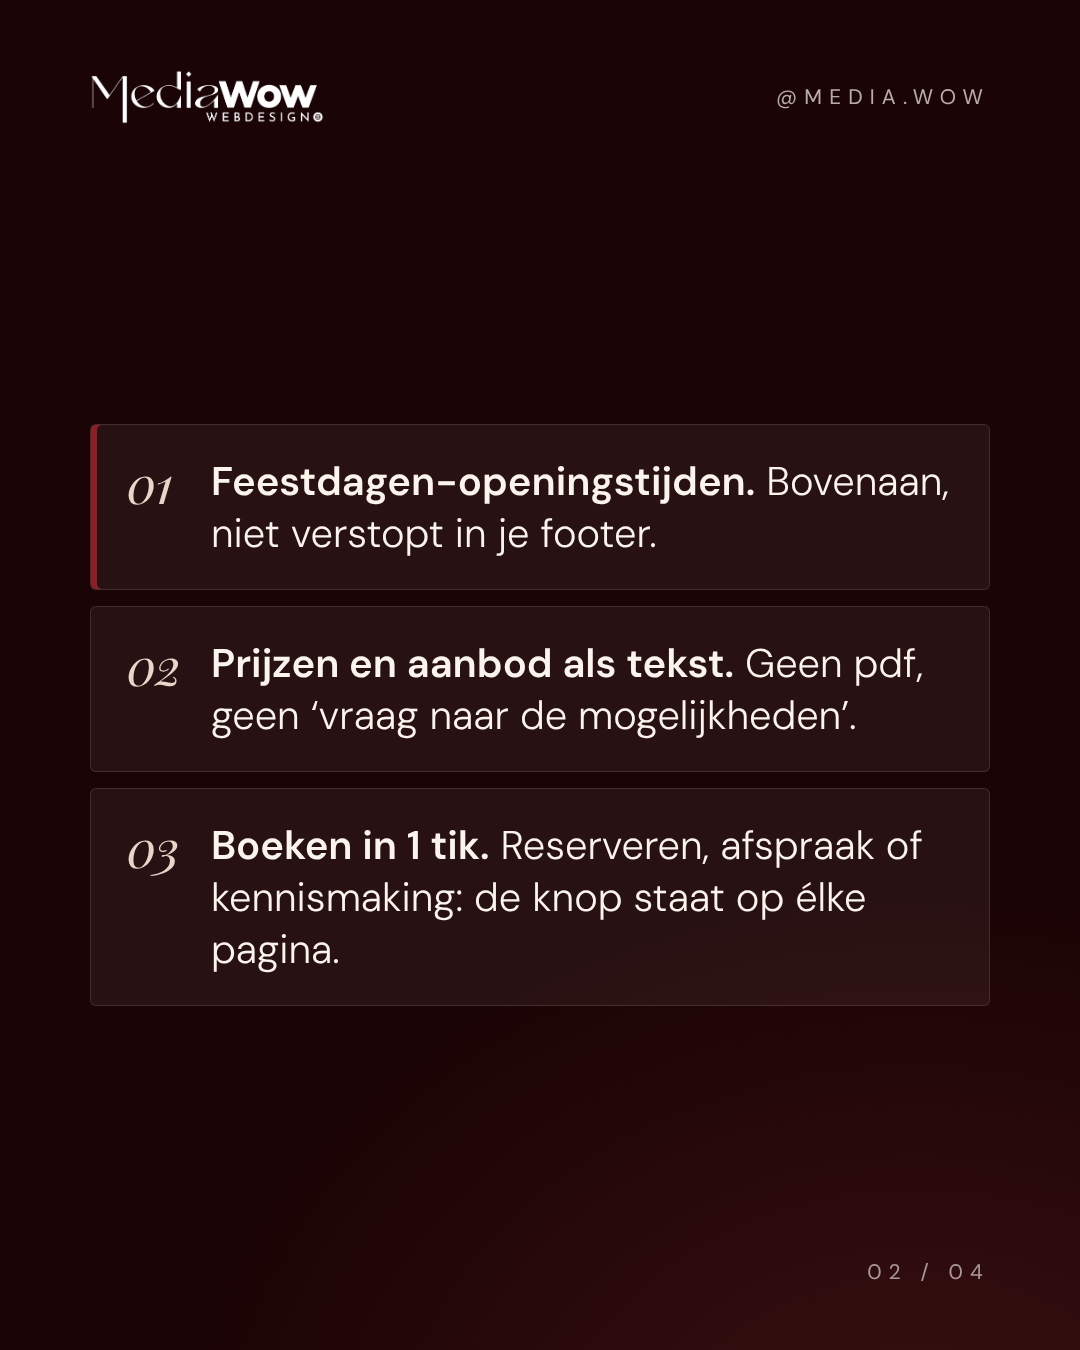 MediaWow
WEBDESIGN
@MEDIA.WOW
01
Feestdagen-openingstijden. Bovenaan,
niet verstopt in je footer.
02
Prijzen en aanbod als tekst. Geen pdf,
geen ‘vraag naar de mogelijkheden’.
03
Boeken in 1 tik. Reserveren, afspraak of
kennismaking: de knop staat op élke
pagina.
02 / 04